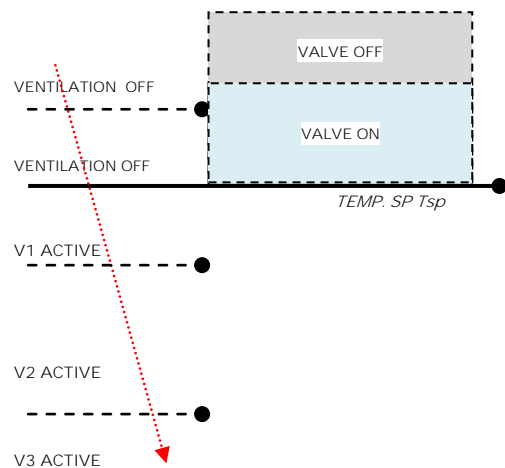 VALVE OFF
VENTILATION OFF
VALVE ON
VENTILATION OFF
TEMP. SP Tsp
V1 ACTIVE
V2 ACTIVE
V3 ACTIVE